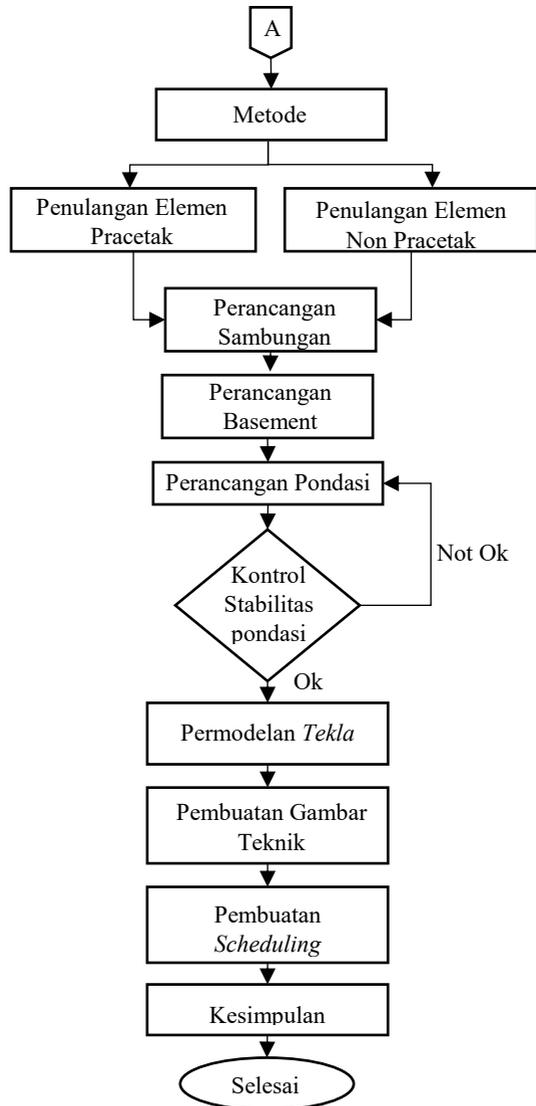 A
Metode
Penulangan Elemen
Pracetak
Penulangan Elemen
Non Pracetak
Perancangan
Sambungan
Perancangan
Basement
Perancangan Pondasi
Not Ok
Kontrol
Stabilitas
pondasi
Ok
Permodelan Tekla
Pembuatan Gambar
Teknik
Pembuatan
Scheduling
Kesimpulan
Selesai